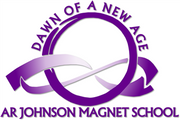 DAWN OF A NEW AGE
AR JOHNSON MAGNET SCHOOL